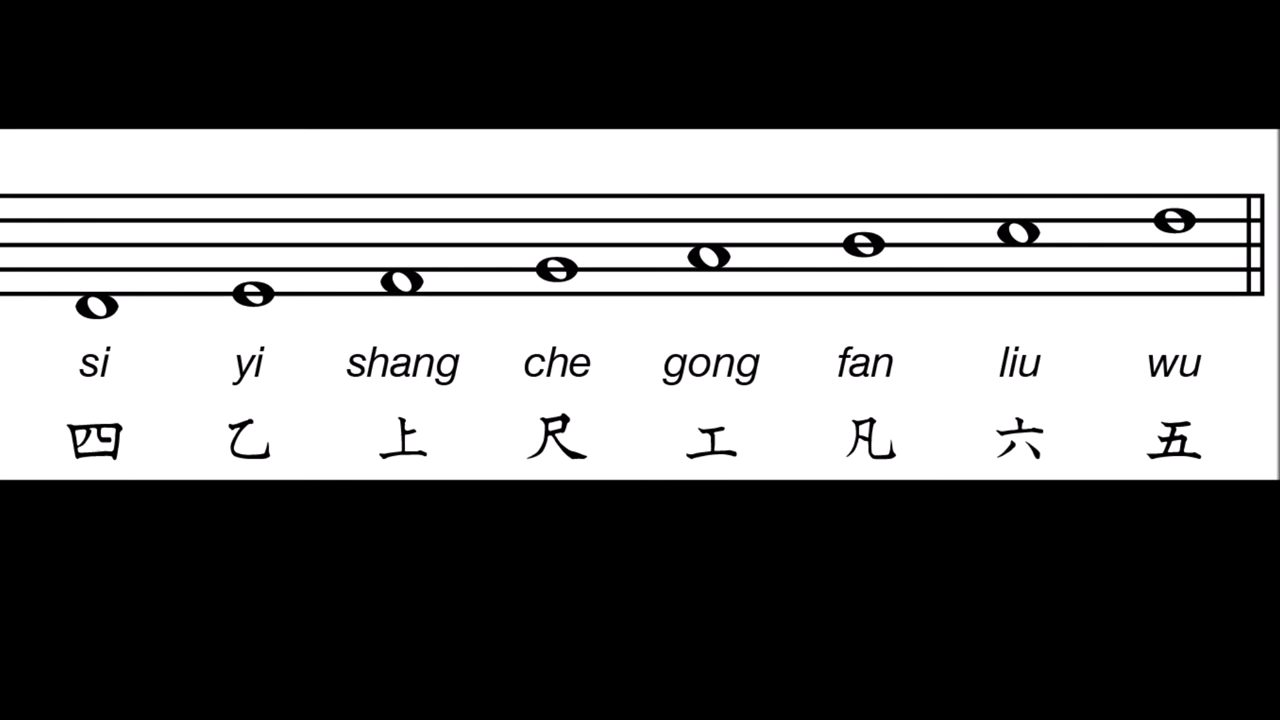 si yi shang che gong fan liu wu
四 乙 上 尺 工 凡 六 五